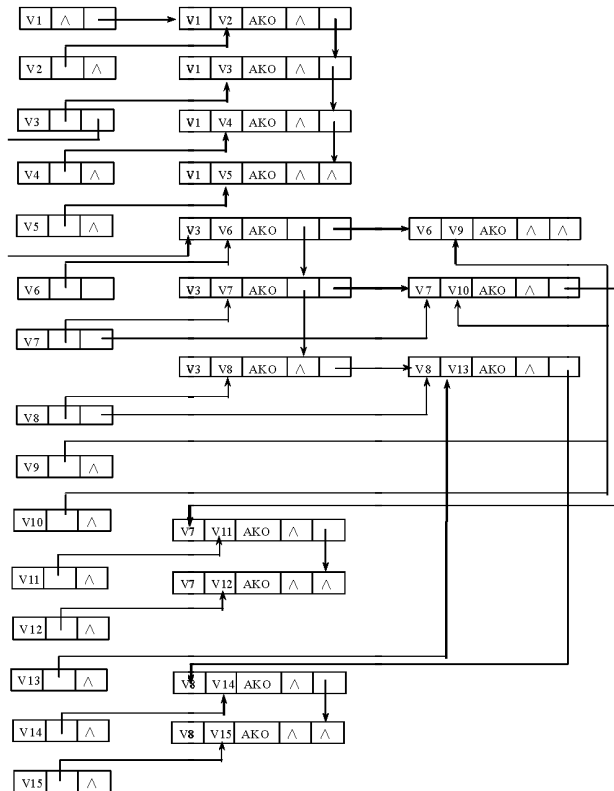 V1 ∧ V1 V2 AKO ∧
V2 ∧ V1 V3 AKO ∧
V3 V1 V4 AKO ∧
V4 ∧ V1 V5 AKO ∧ ∧
V5 ∧ V3 V6 AKO V6 V9 AKO ∧ ∧
V6 V3 V7 AKO V7 V10 AKO ∧
V7
V3 V8 AKO ∧ V8 V13 AKO ∧
V8
V9 ∧
V10 ∧ V7 V11 AKO ∧
V11 ∧ V7 V12 AKO ∧ ∧
V12 ∧
V13 ∧ V8 V14 AKO ∧
V14 ∧ V8 V15 AKO ∧ ∧
V15 ∧